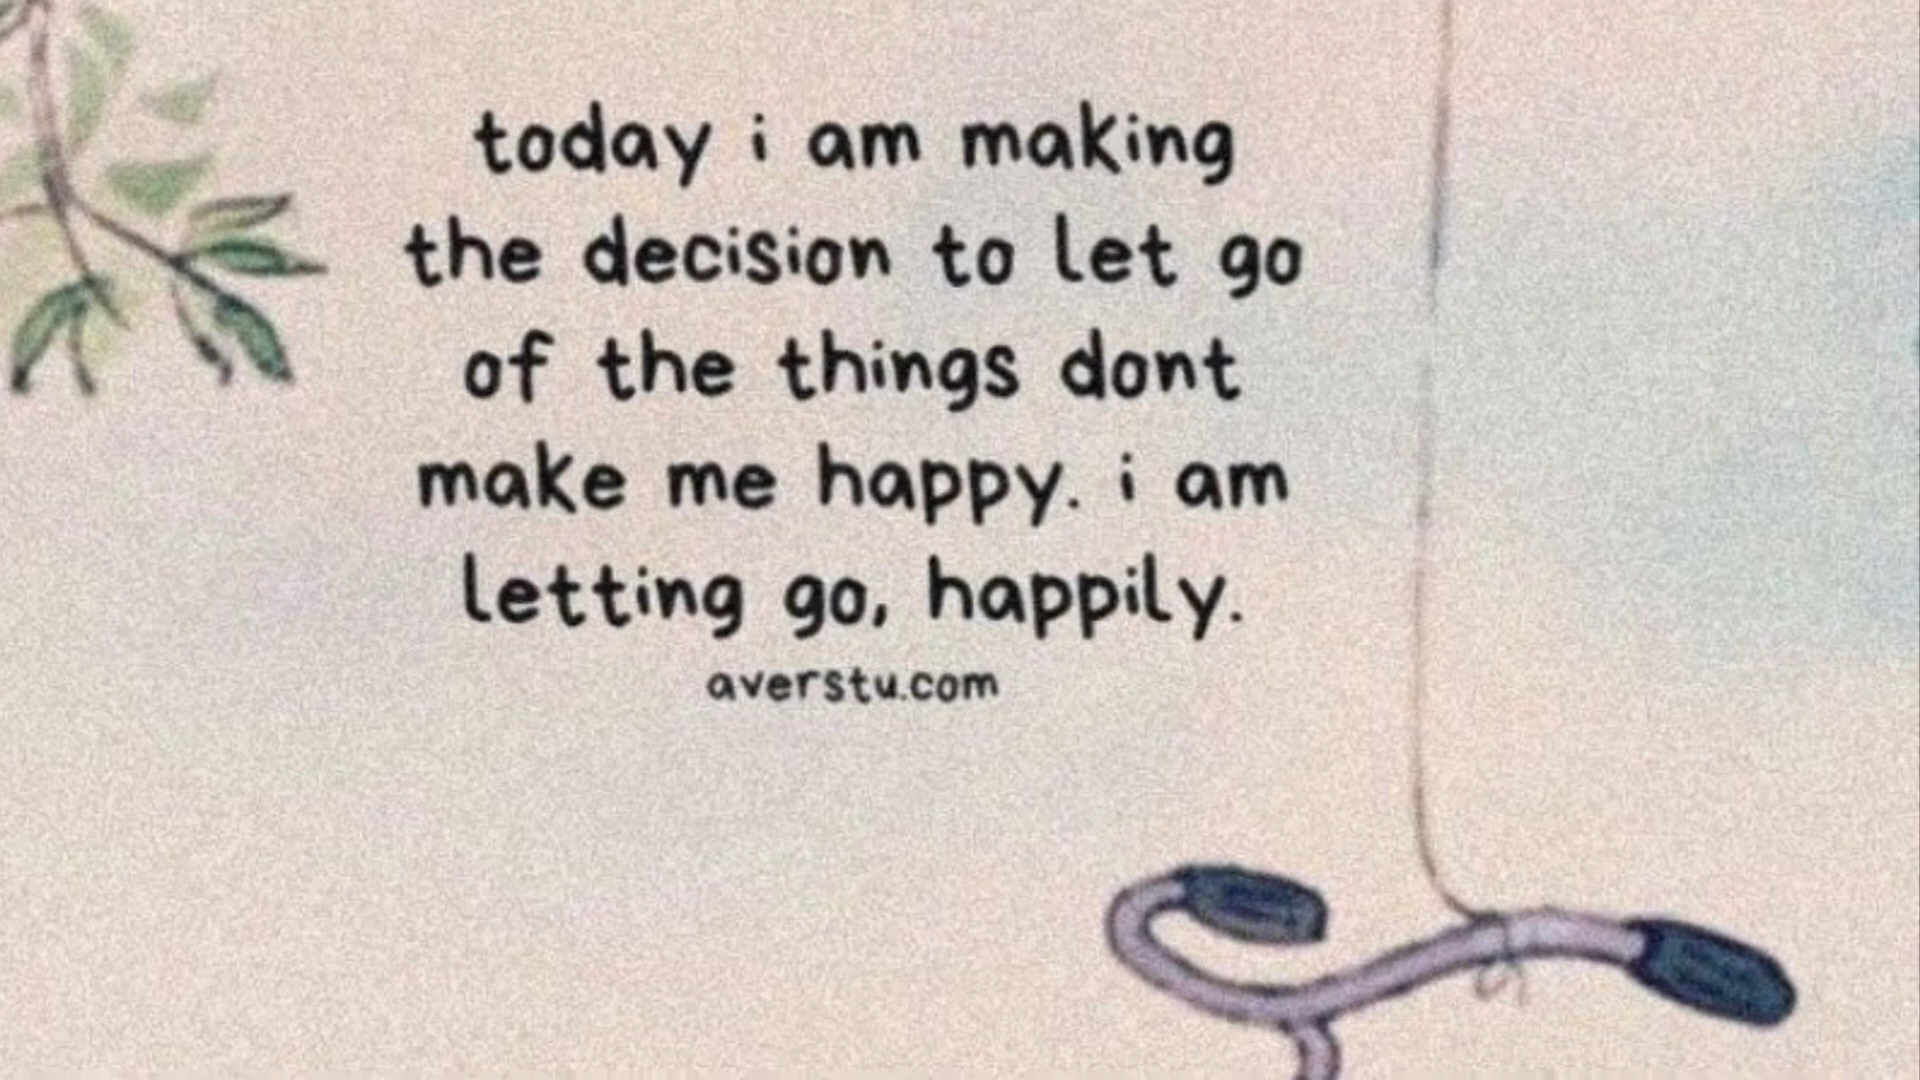 today i am making
the decision to let go
of the things dont
make me happy. i am
letting go, happily.
averstu.com